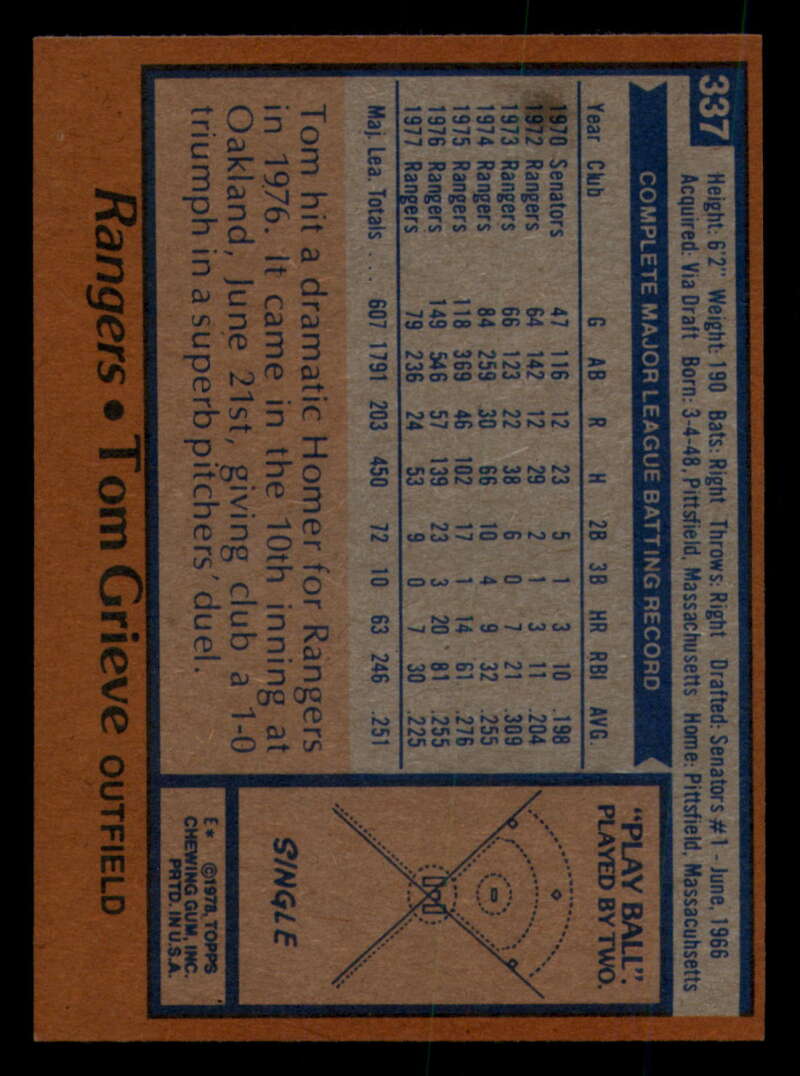 337
Height: 6'2" Weight: 190 Bats: Right Throws: Right Drafted: Senators #1 - June, 1966
Acquired: Via Draft Born: 3-4-48, Pittsfield, Massachusetts Home: Pittsfield, Massacuhsetts
COMPLETE MAJOR LEAGUE BATTING RECORD
Year Club G AB R H 2B 3B HR RBI AVG.
1970 Senators 47 116 12 23 5 1 3 10 .198
1972 Rangers 64 142 12 29 2 1 3 11 .204
1973 Rangers 66 123 22 38 6 0 7 21 .309
1974 Rangers 84 259 30 66 10 4 9 32 .255
1975 Rangers 118 369 46 102 17 1 14 61 .276
1976 Rangers 149 546 57 139 23 3 20 81 .255
1977 Rangers 79 236 24 53 9 0 7 30 .225
Maj. Lea. Totals . . . 607 1791 203 450 72 10 63 246 .251
Tom hit a dramatic Homer for Rangers
in 1976. It came in the 10th inning at
Oakland, June 21st, giving club a 1-0
triumph in a superb pitchers' duel.
"PLAY BALL".
PLAYED BY TWO.
SINGLE
E* ©1978, TOPPS
CHEWING GUM, INC.
PRTD. IN U.S.A.
Rangers • Tom Grieve OUTFIELD